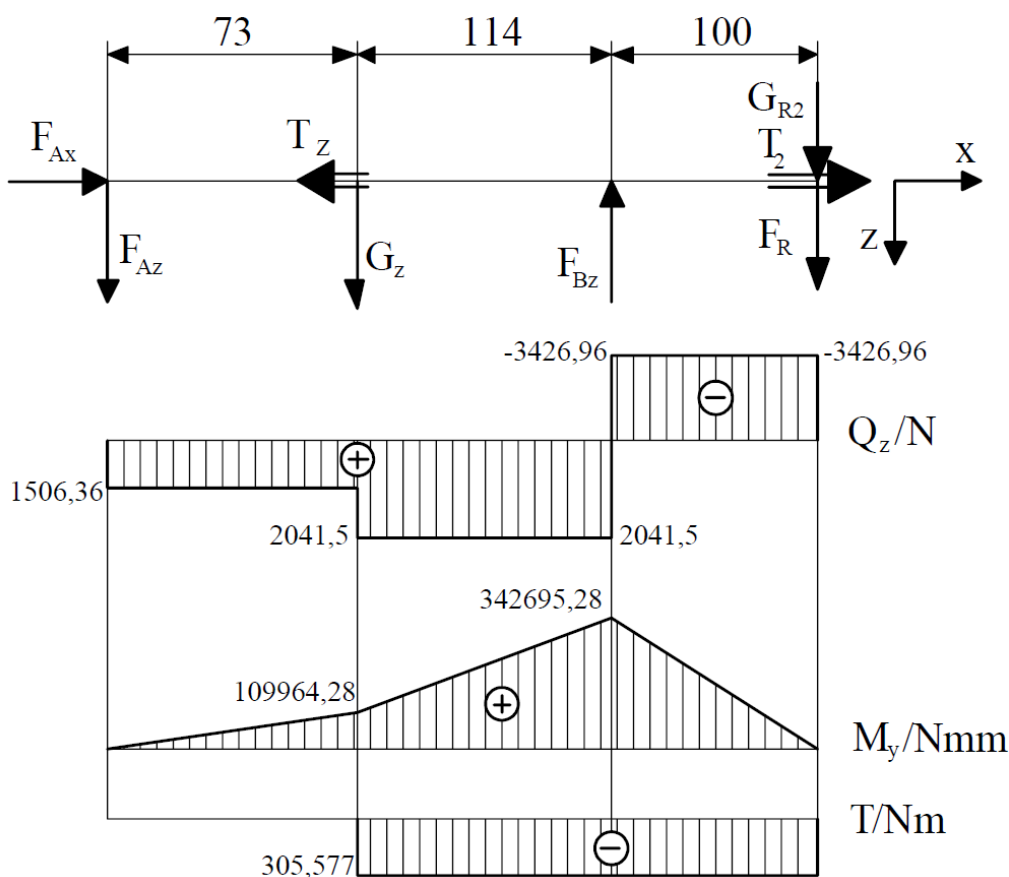 73 114 100
G_R2
F_Ax T_Z T_2 x
F_Az G_z F_Bz F_R z
-3426,96 -3426,96
−
Q_z/N
+
1506,36
2041,5 2041,5
342695,28
109964,28
+
M_y/Nmm
T/Nm
−
305,577